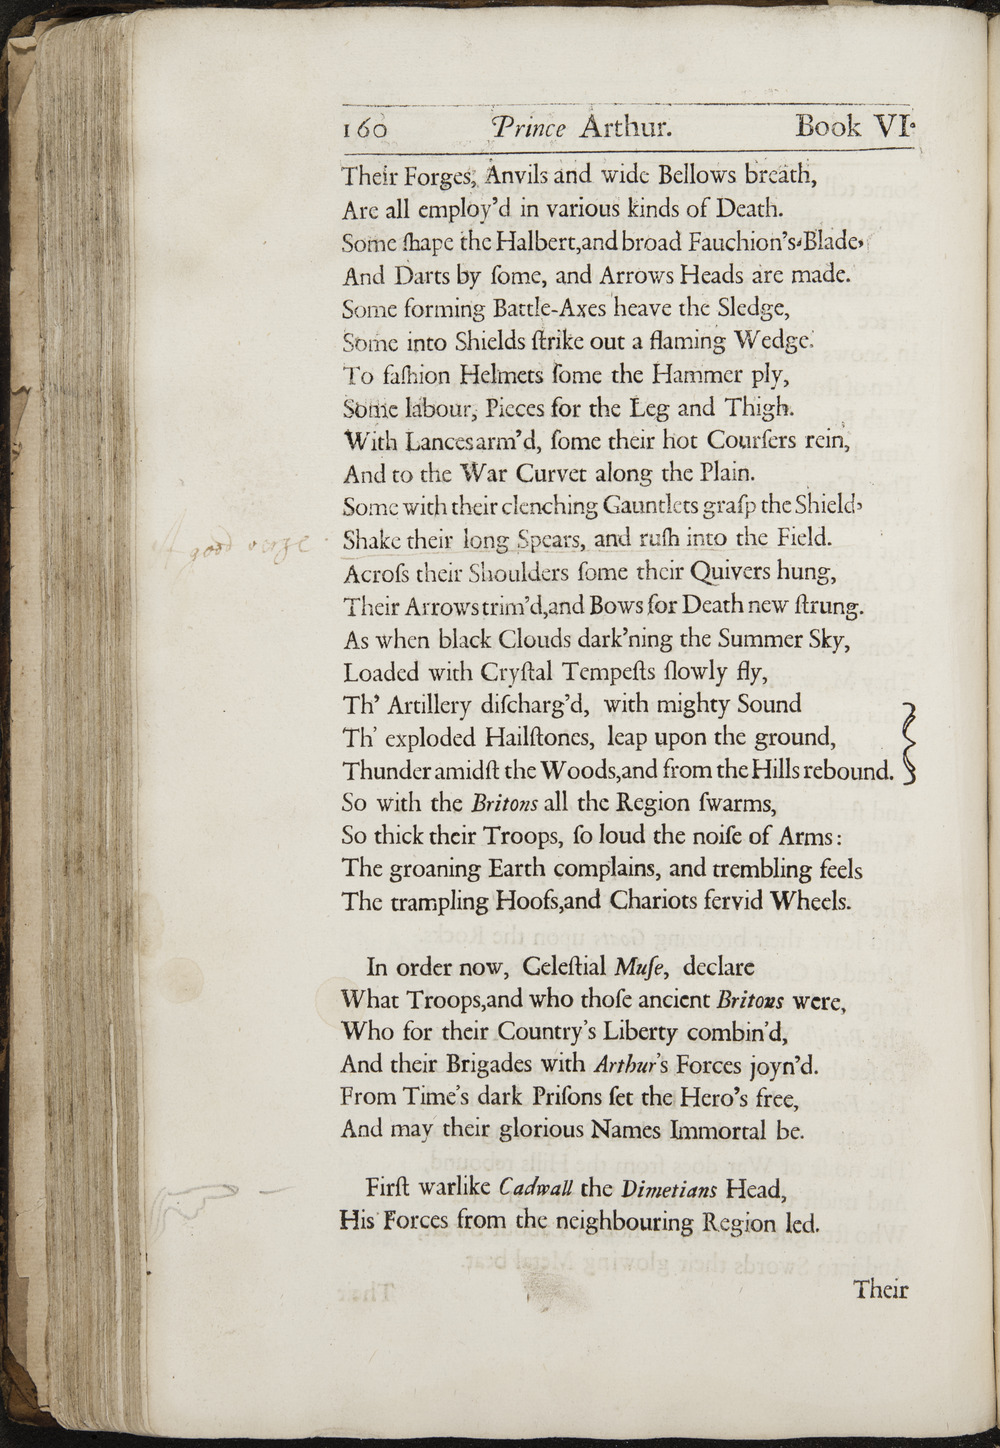 160 Prince Arthur. Book VI.
Their Forges, Anvils and wide Bellows breath,
Are all employ'd in various kinds of Death.
Some ſhape the Halbert,and broad Fauchion's Blade,
And Darts by ſome, and Arrows Heads are made.
Some forming Battle-Axes heave the Sledge,
Some into Shields ſtrike out a flaming Wedge.
To faſhion Helmets ſome the Hammer ply,
Some labour, Pieces for the Leg and Thigh.
With Lances arm'd, ſome their hot Courſers rein,
And to the War Curvet along the Plain.
Some with their clenching Gauntlets graſp the Shield,
A good verse
Shake their long Spears, and ruſh into the Field.
Acroſs their Shoulders ſome their Quivers hung,
Their Arrows trim'd,and Bows for Death new ſtrung.
As when black Clouds dark'ning the Summer Sky,
Loaded with Cryſtal Tempeſts ſlowly fly,
Th' Artillery diſcharg'd, with mighty Sound
Th' exploded Hailſtones, leap upon the ground,
Thunder amidſt the Woods,and from the Hills rebound.
So with the Britons all the Region ſwarms,
So thick their Troops, ſo loud the noiſe of Arms:
The groaning Earth complains, and trembling feels
The trampling Hoofs,and Chariots fervid Wheels.
In order now, Celeſtial Muſe, declare
What Troops,and who thoſe ancient Britons were,
Who for their Country's Liberty combin'd,
And their Brigades with Arthur's Forces joyn'd.
From Time's dark Priſons ſet the Hero's free,
And may their glorious Names Immortal be.
Firſt warlike Cadwall the Dimetians Head,
His Forces from the neighbouring Region led.
Their